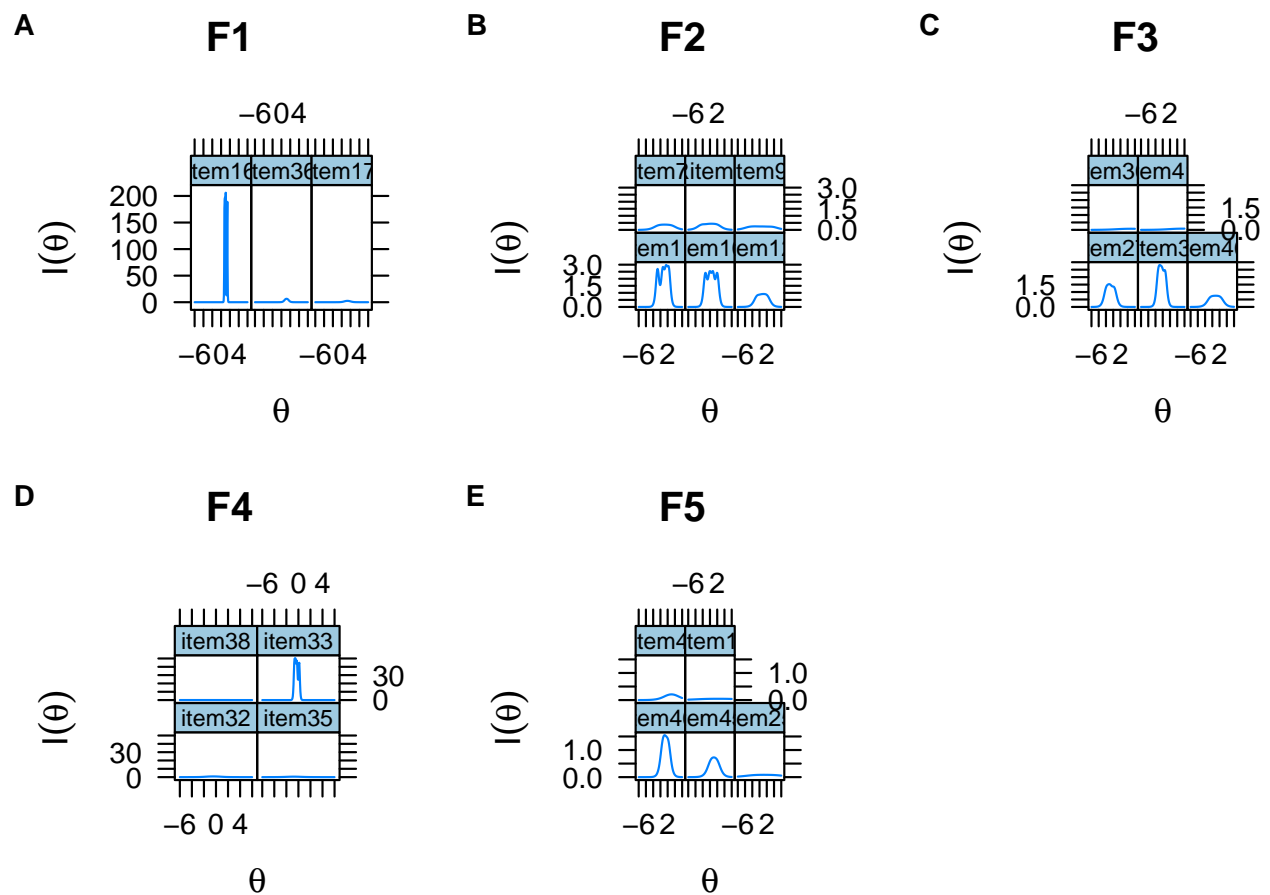 A
F1
−604
tem16 tem36 tem17
200
150
100
50
0
I(θ)
−604 −604
θ
B
F2
−62
tem7 item tem9
3.0
1.5
0.0
em1 em1 em1
3.0
1.5
0.0
I(θ)
−62 −62
θ
C
F3
−62
em3 em4
1.5
0.0
em2 tem3 em4
1.5
0.0
I(θ)
−62 −62
θ
D
F4
−6 0 4
item38 item33
30
0
item32 item35
30
0
I(θ)
−6 0 4
θ
E
F5
−62
tem4 tem1
1.0
0.0
em4 em4 em2
1.0
0.0
I(θ)
−62 −62
θ